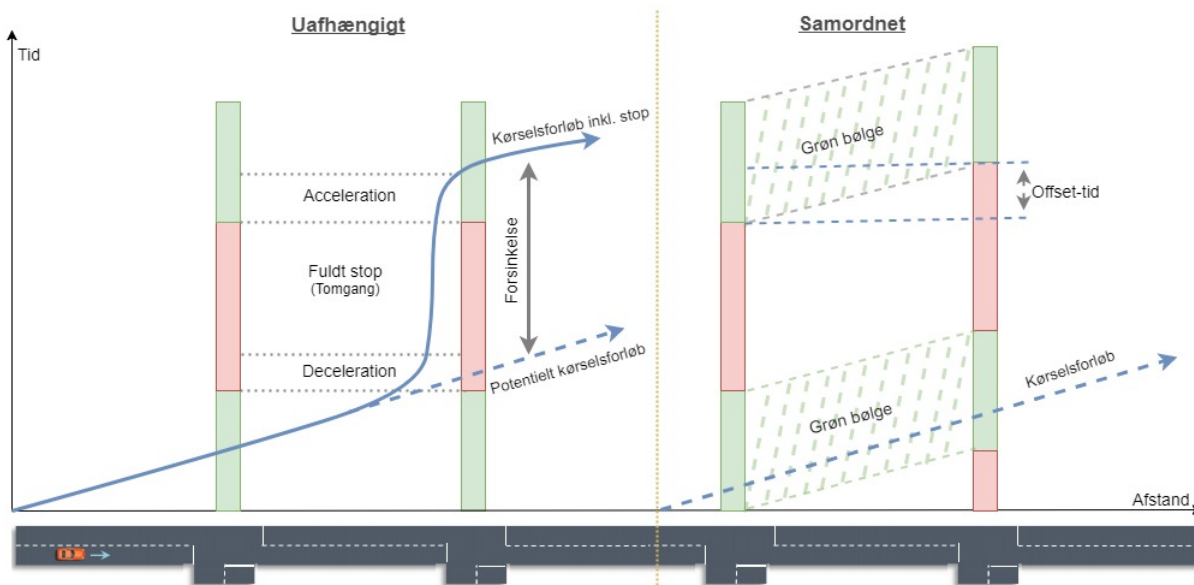 Uafhængigt
Samordnet
Tid
Kørselsforløb inkl. stop
Acceleration
Fuldt stop
(Tomgang)
Forsinkelse
Deceleration
Potentielt kørselsforløb
Grøn bølge
Offset-tid
Kørselsforløb
Grøn bølge
Afstand